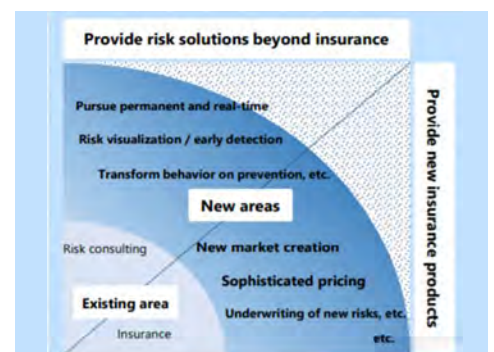 Provide risk solutions beyond insurance
Pursue permanent and real-time
Risk visualization / early detection
Transform behavior on prevention, etc.
New areas
Risk consulting
New market creation
Sophisticated pricing
Existing area
Underwriting of new risks, etc.
Insurance
etc.
Provide new insurance products